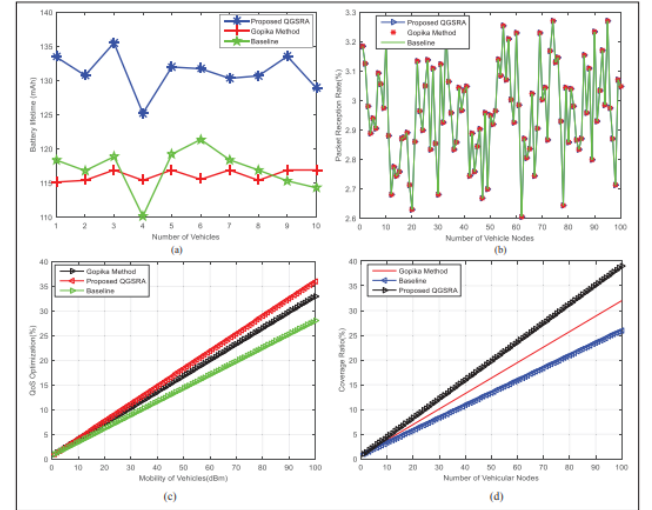 140
135
130
125
120
115
110
Battery lifetime (mAh)
Proposed QGSRA
Gopika Method
Baseline
1 2 3 4 5 6 7 8 9 10
Number of Vehicles
(a)
3.3
3.2
3.1
3
2.9
2.8
2.7
2.6
Packet Reception Rate(%)
Proposed QGSRA
Gopika Method
Baseline
0 10 20 30 40 50 60 70 80 90 100
Number of Vehicle Nodes
(b)
40
35
30
25
20
15
10
5
0
QoS Optimization(%)
Gopika Method
Proposed QGSRA
Baseline
0 10 20 30 40 50 60 70 80 90 100
Mobility of Vehicles(dBm)
(c)
40
35
30
25
20
15
10
5
0
Coverage Ratio(%)
Gopika Method
Baseline
Proposed QGSRA
0 10 20 30 40 50 60 70 80 90 100
Number of Vehicular Nodes
(d)